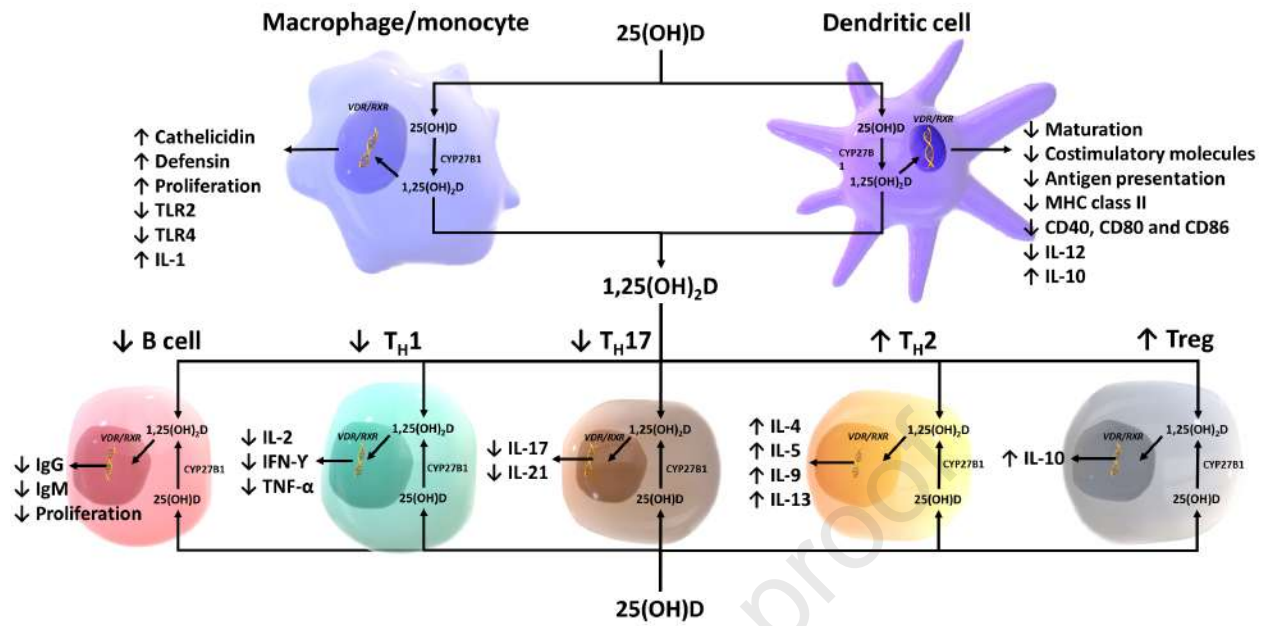 Macrophage/monocyte
25(OH)D
Dendritic cell
VDR/RXR
25(OH)D
CYP27B1
1,25(OH)₂D
↑ Cathelicidin
↑ Defensin
↑ Proliferation
↓ TLR2
↓ TLR4
↑ IL-1
25(OH)D
CYP27B
1
1,25(OH)₂D
VDR/RXR
↓ Maturation
↓ Costimulatory molecules
↓ Antigen presentation
↓ MHC class II
↓ CD40, CD80 and CD86
↓ IL-12
↑ IL-10
1,25(OH)₂D
↓ B cell
↓ T_H1
↓ T_H17
↑ T_H2
↑ Treg
VDR/RXR
1,25(OH)₂D
CYP27B1
25(OH)D
↓ IgG
↓ IgM
↓ Proliferation
↓ IL-2
↓ IFN-Y
↓ TNF-α
VDR/RXR
1,25(OH)₂D
CYP27B1
25(OH)D
↓ IL-17
↓ IL-21
VDR/RXR
1,25(OH)₂D
CYP27B1
25(OH)D
↑ IL-4
↑ IL-5
↑ IL-9
↑ IL-13
VDR/RXR
1,25(OH)₂D
CYP27B1
25(OH)D
↑ IL-10
VDR/RXR
1,25(OH)₂D
CYP27B1
25(OH)D
25(OH)D
proof